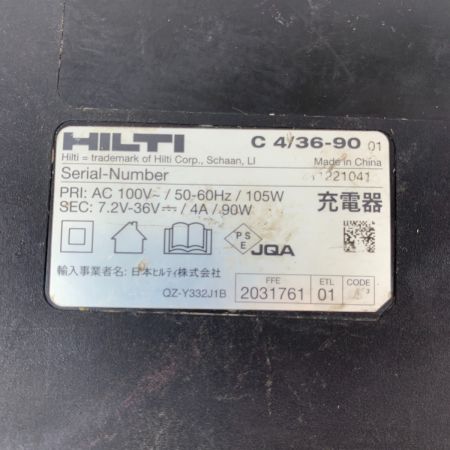 HILTI C 4/36-90 01
Hilti = trademark of Hilti Corp., Schaan, LI Made in China
Serial-Number 1221041
PRI: AC 100V~ / 50-60Hz / 105W 充電器
SEC: 7.2V-36V⎓ / 4A / 90W
PS
E JQA
輸入事業者名: 日本ヒルティ株式会社
QZ-Y332J1B
FFE ETL CODE
2031761 01